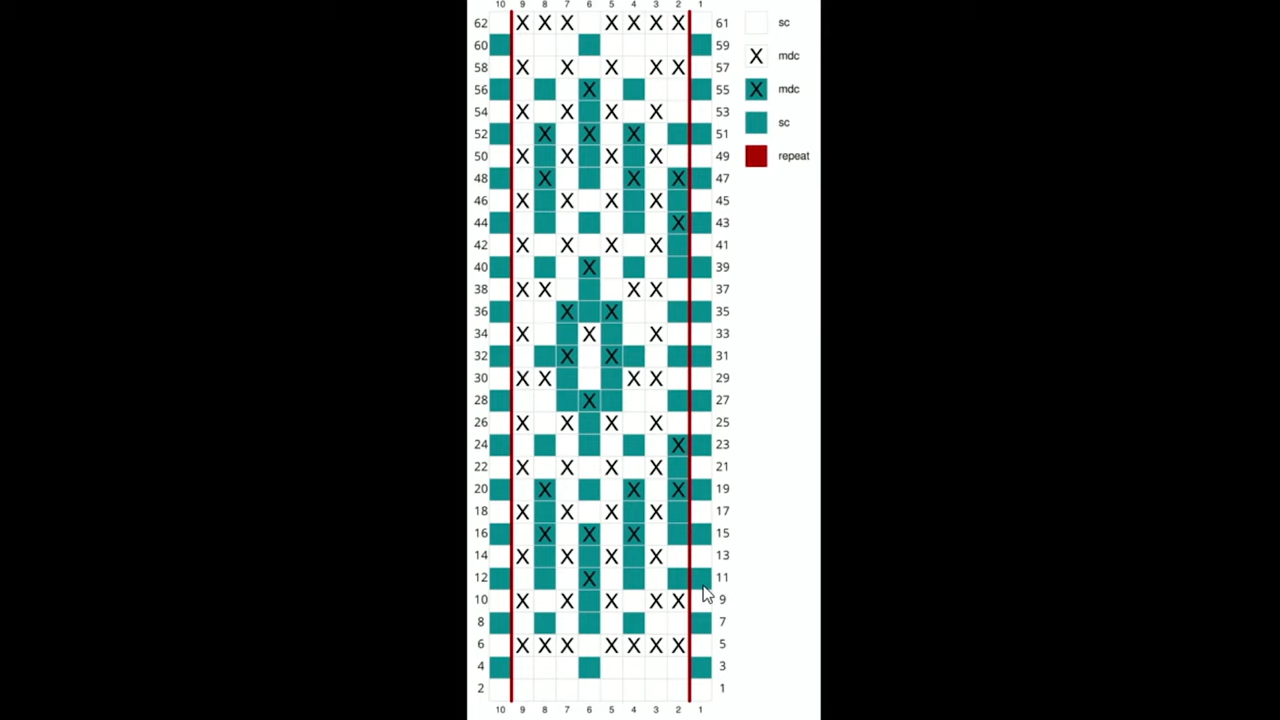 10 9 8 7 6 5 4 3 2 1
62 X X X X X X X 61 sc
60 59
58 X X X X X 57 X mdc
56 X 55
54 X X X X 53 X mdc
52 X X X 51 sc
50 X X X X 49
48 X X X 47 repeat
46 X X X X 45
44 X 43
42 X X X X 41
40 X 39
38 X X X X 37
36 X X 35
34 X X X 33
32 X X 31
30 X X X X 29
28 X 27
26 X X X X 25
24 X 23
22 X X X X 21
20 X X X 19
18 X X X X 17
16 X X X 15
14 X X X X 13
12 X 11
10 X X X X X 9
8 7
6 X X X X X X X 5
4 3
2 1
10 9 8 7 6 5 4 3 2 1